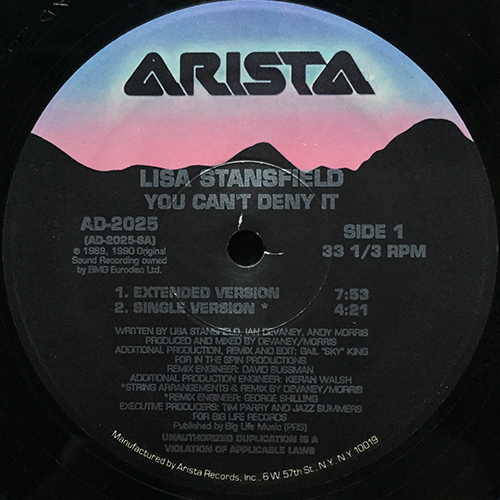 ARISTA
LISA STANSFIELD
YOU CAN'T DENY IT
AD-2025
(AD-2025-SA)
℗ 1989, 1990 Original
Sound Recording owned
by BMG Eurodisc Ltd.
SIDE 1
33 1/3 RPM
1. EXTENDED VERSION 7:53
2. SINGLE VERSION * 4:21
WRITTEN BY LISA STANSFIELD, IAN DEVANEY, ANDY MORRIS
PRODUCED AND MIXED BY DEVANEY/MORRIS
ADDITIONAL PRODUCTION, REMIX AND EDIT: GAIL "SKY" KING
FOR IN THE SPIN PRODUCTIONS
REMIX ENGINEER: DAVID SUSSMAN
ADDITIONAL PRODUCTION ENGINEER: KIERAN WALSH
*STRING ARRANGEMENTS & REMIX BY DEVANEY/MORRIS
*REMIX ENGINEER: GEORGE SHILLING
EXECUTIVE PRODUCERS: TIM PARRY AND JAZZ SUMMERS
FOR BIG LIFE RECORDS
Published by Big Life Music (PRS)
UNAUTHORIZED DUPLICATION IS A
VIOLATION OF APPLICABLE LAWS
Manufactured by Arista Records, Inc., 6 W. 57th St., N.Y., N.Y. 10019